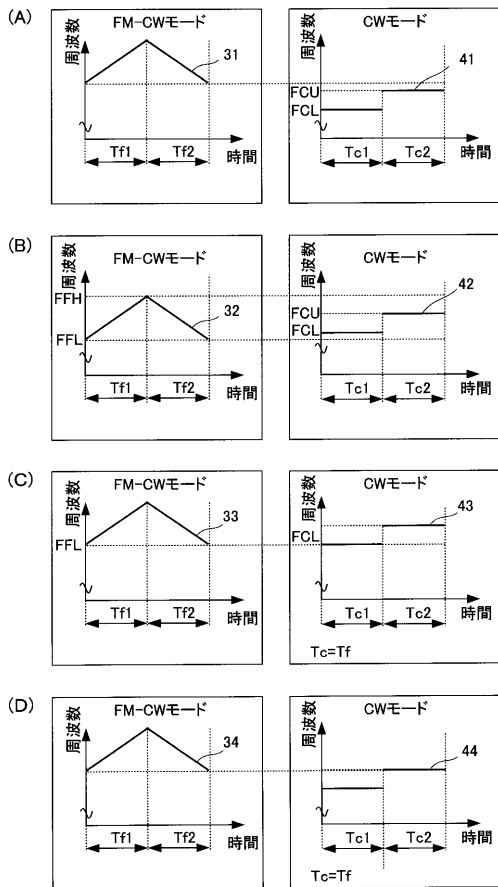 (A)
FM-CWモード
周波数
31
Tf1
Tf2
時間
CWモード
周波数
41
FCU
FCL
Tc1
Tc2
時間
(B)
FM-CWモード
周波数
FFH
32
FFL
Tf1
Tf2
時間
CWモード
周波数
42
FCU
FCL
Tc1
Tc2
時間
(C)
FM-CWモード
周波数
33
FFL
Tf1
Tf2
時間
CWモード
周波数
43
FCL
Tc1
Tc2
時間
Tc=Tf
(D)
FM-CWモード
周波数
34
Tf1
Tf2
時間
CWモード
周波数
44
Tc1
Tc2
時間
Tc=Tf